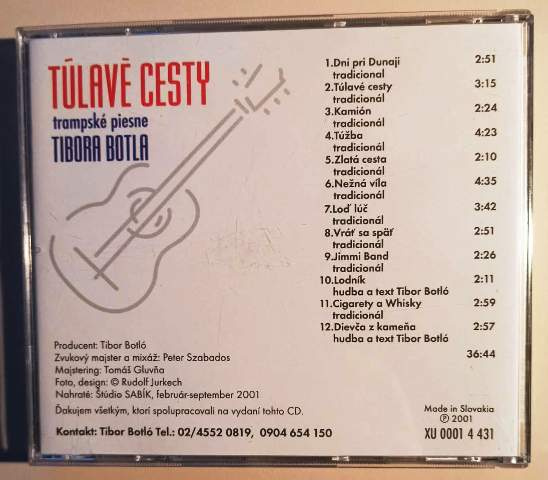 TÚLAVĚ CESTY
trampské piesne
TIBORA BOTLA
1.Dni pri Dunaji 2:51
tradicional
2.Túlavé cesty 3:15
tradicionál
3.Kamión 2:24
tradicionál
4.Túžba 4:23
tradicionál
5.Zlatá cesta 2:10
tradicionál
6.Nežná víla 4:35
tradicionál
7.Loď lúč 3:42
tradicionál
8.Vráť sa späť 2:51
tradicionál
9.Jimmi Band 2:26
tradicionál
10.Lodník 2:11
hudba a text Tibor Botló
11.Cigarety a Whisky 2:59
tradicionál
12.Dievča z kameňa 2:57
hudba a text Tibor Botló
36:44
Producent: Tibor Botló
Zvukový majster a mixáž: Peter Szabados
Majstering: Tomáš Gluvňa
Foto, design: © Rudolf Jurkech
Nahraté: Štúdio SABÍK, február-september 2001
Ďakujem všetkým, ktorí spolupracovali na vydaní tohto CD.
Kontakt: Tibor Botló Tel.: 02/4552 0819, 0904 654 150
Made in Slovakia
℗ 2001
XU 0001 4 431